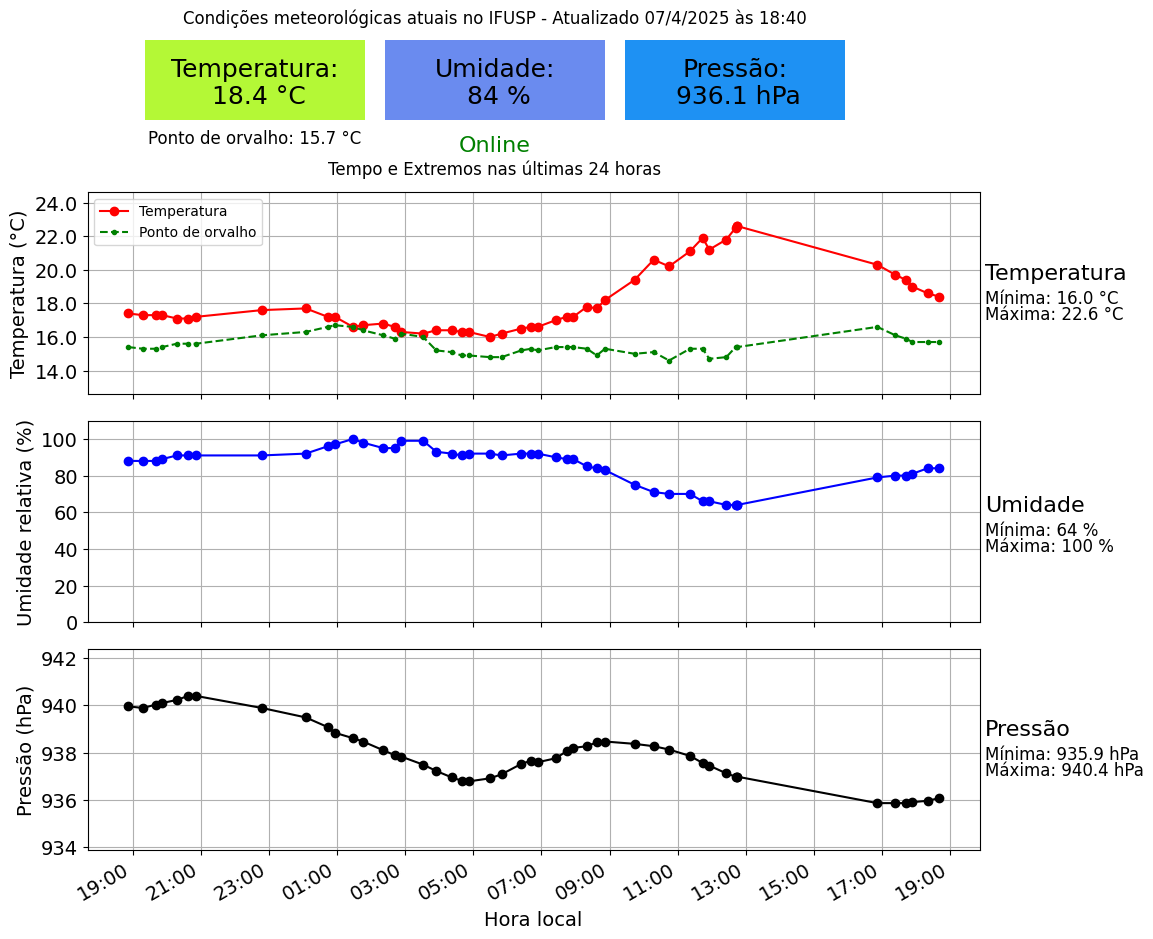 Condições meteorológicas atuais no IFUSP - Atualizado 07/4/2025 às 18:40
Temperatura:
18.4 °C
Umidade:
84 %
Pressão:
936.1 hPa
Ponto de orvalho: 15.7 °C
Online
Tempo e Extremos nas últimas 24 horas
Temperatura (°C)
24.0
22.0
20.0
18.0
16.0
14.0
Temperatura
Ponto de orvalho
Temperatura
Mínima: 16.0 °C
Máxima: 22.6 °C
Umidade relativa (%)
100
80
60
40
20
0
Umidade
Mínima: 64 %
Máxima: 100 %
Pressão (hPa)
942
940
938
936
934
Pressão
Mínima: 935.9 hPa
Máxima: 940.4 hPa
19:00 21:00 23:00 01:00 03:00 05:00 07:00 09:00 11:00 13:00 15:00 17:00 19:00
Hora local